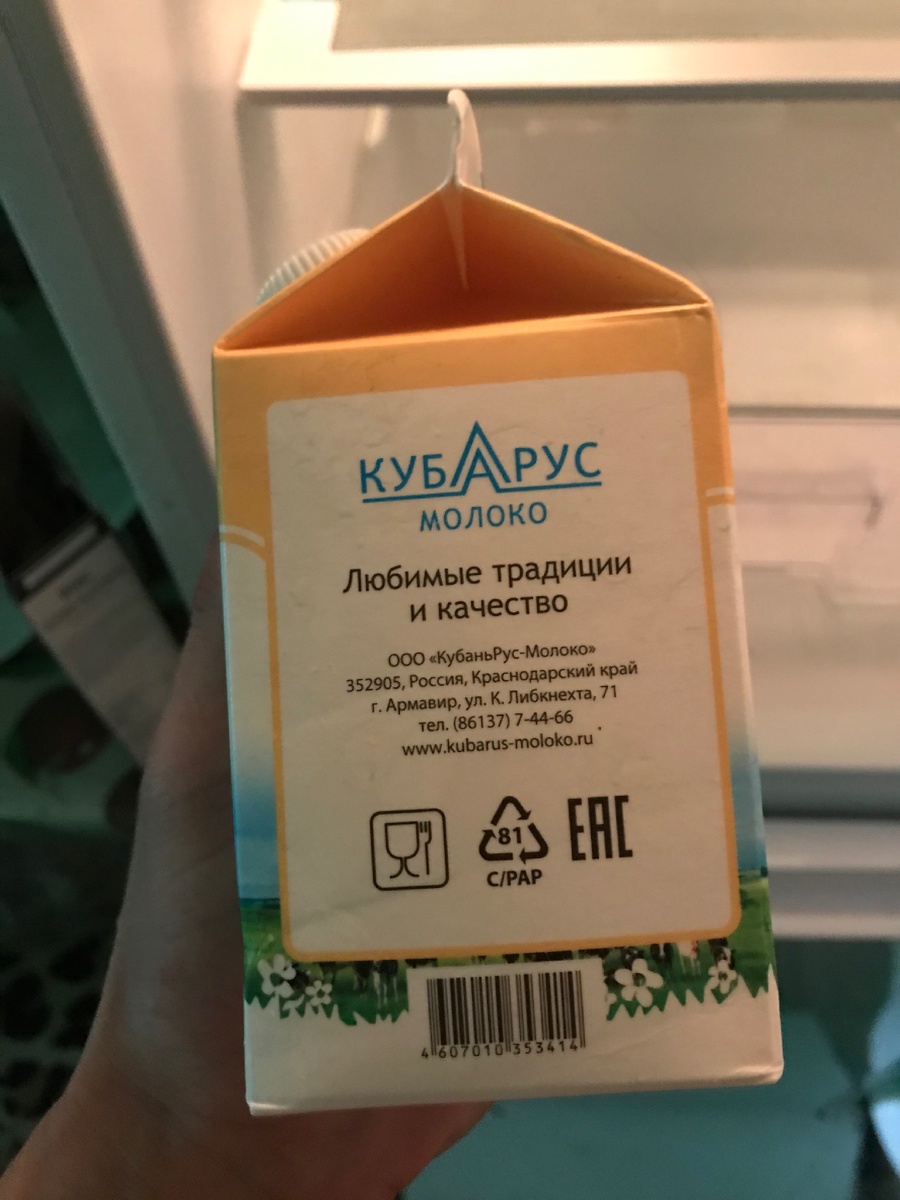 КУБАРУС
МОЛОКО
Любимые традиции
и качество
ООО «КубаньРус-Молоко»
352905, Россия, Краснодарский край
г. Армавир, ул. К. Либкнехта, 71
тел. (86137) 7-44-66
www.kubarus-moloko.ru
81
C/PAP
ЕАС
4 607010 353414